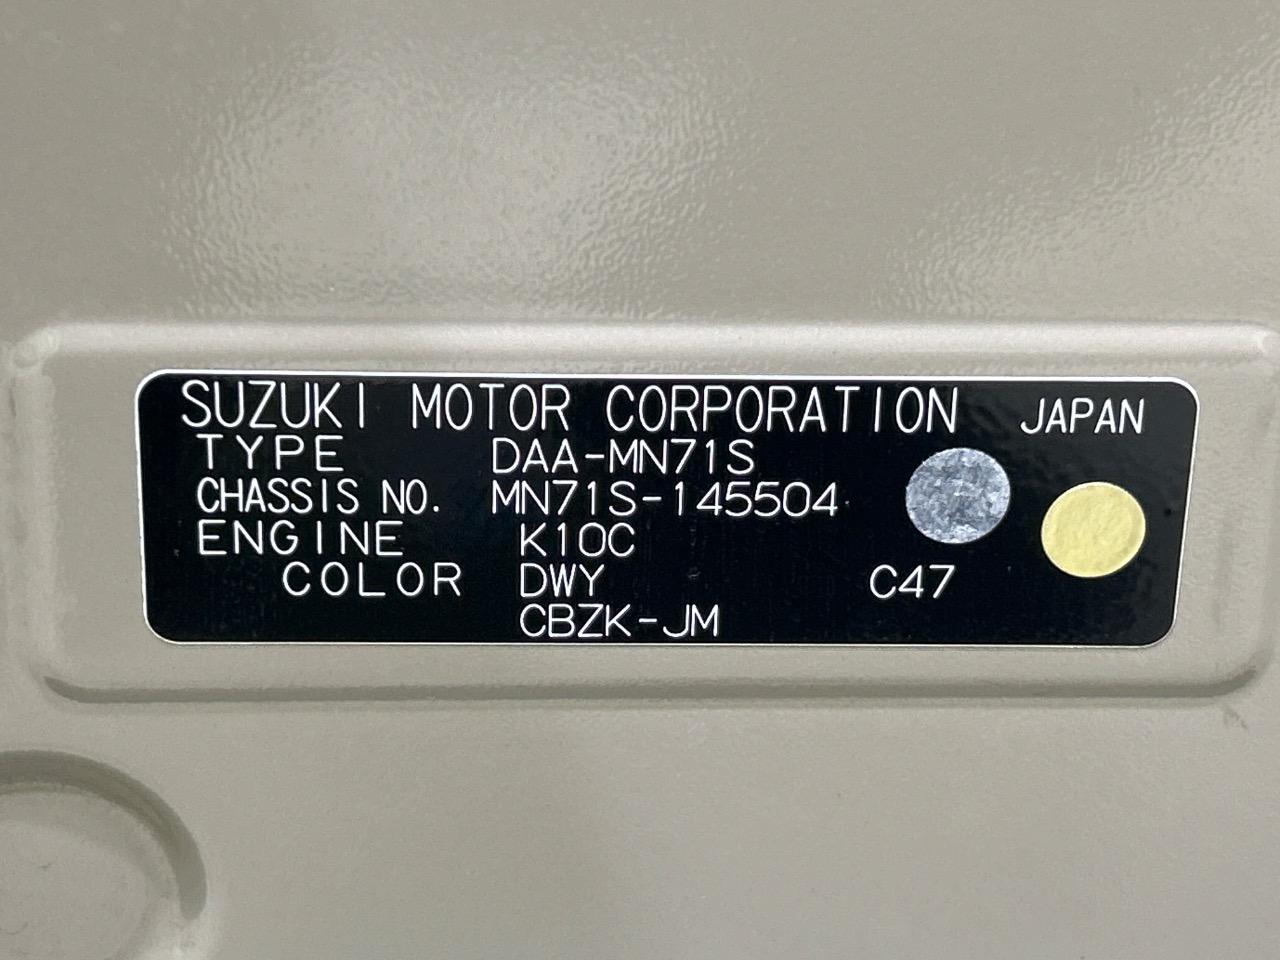 SUZUKI MOTOR CORPORATION JAPAN
TYPE DAA-MN71S
CHASSIS NO. MN71S-145504
ENGINE K10C
COLOR DWY C47
CBZK-JM